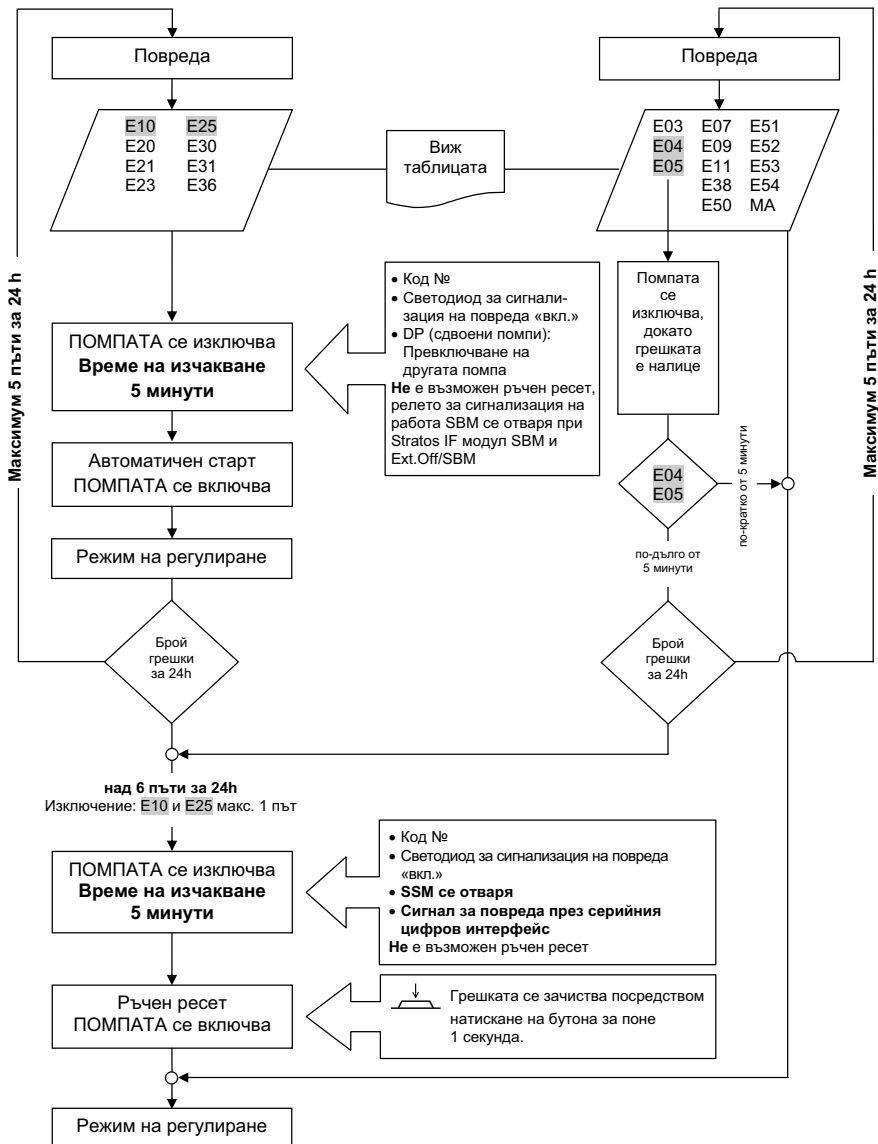 Повреда
E10 E25
E20 E30
E21 E31
E23 E36
Виж
таблицата
Повреда
E03 E07 E51
E04 E09 E52
E05 E11 E53
E38 E54
E50 MA
Максимум 5 пъти за 24 h
ПОМПАТА се изключва
Време на изчакване
5 минути
• Код №
• Светодиод за сигнали-
зация на повреда «вкл.»
• DP (сдвоени помпи):
Превключване на
другата помпа
Не е възможен ръчен ресет,
релето за сигнализация на
работа SBM се отваря при
Stratos IF модул SBM и
Ext.Off/SBM
Помпата
се
изключва,
докато
грешката
е налице
Максимум 5 пъти за 24 h
Автоматичен старт
ПОМПАТА се включва
E04
E05
по-кратко от 5 минути
по-дълго от
5 минути
Режим на регулиране
Брой
грешки
за 24h
Брой
грешки
за 24h
над 6 пъти за 24h
Изключение: E10 и E25 макс. 1 път
ПОМПАТА се изключва
Време на изчакване
5 минути
• Код №
• Светодиод за сигнализация на повреда
«вкл.»
• SSM се отваря
• Сигнал за повреда през серийния
цифров интерфейс
Не е възможен ръчен ресет
Ръчен ресет
ПОМПАТА се включва
Грешката се зачиства посредством
натискане на бутона за поне
1 секунда.
Режим на регулиране